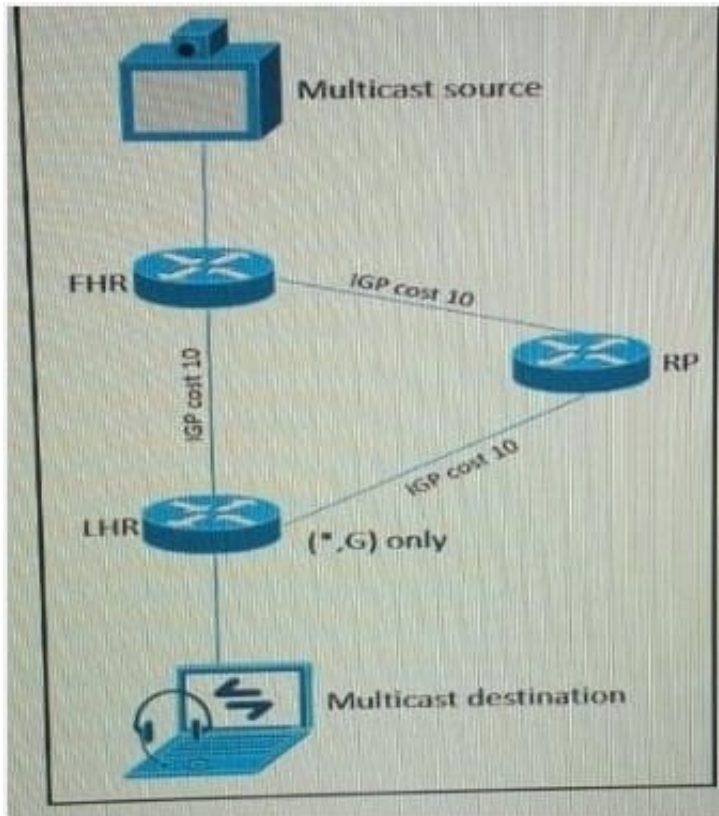 Multicast source
FHR
IGP cost 10
RP
IGP cost 10
IGP cost 10
LHR
(*,G) only
Multicast destination